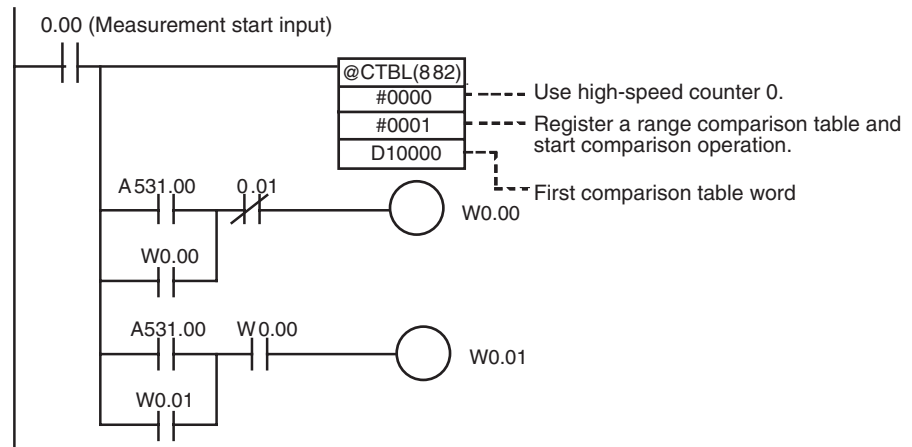 0.00 (Measurement start input)
@CTBL(882)
#0000
Use high-speed counter 0.
#0001
Register a range comparison table and
start comparison operation.
D10000
First comparison table word
A531.00
0.01
W0.00
W0.00
A531.00
W0.00
W0.01
W0.01